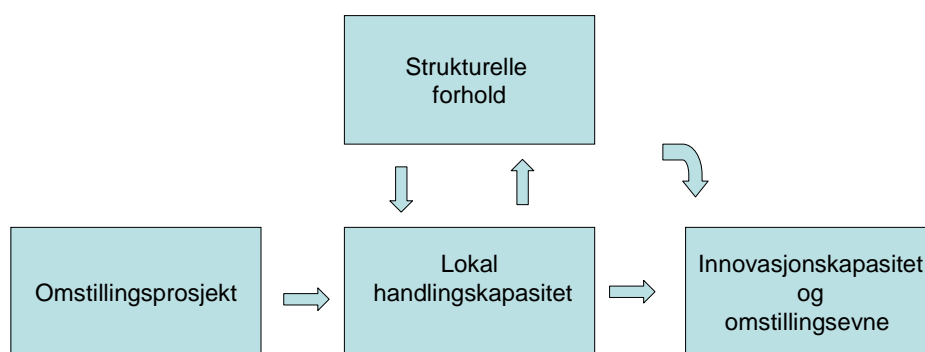 Strukturelle
forhold
Omstillingsprosjekt
Lokal
handlingskapasitet
Innovasjonskapasitet
og
omstillingsevne